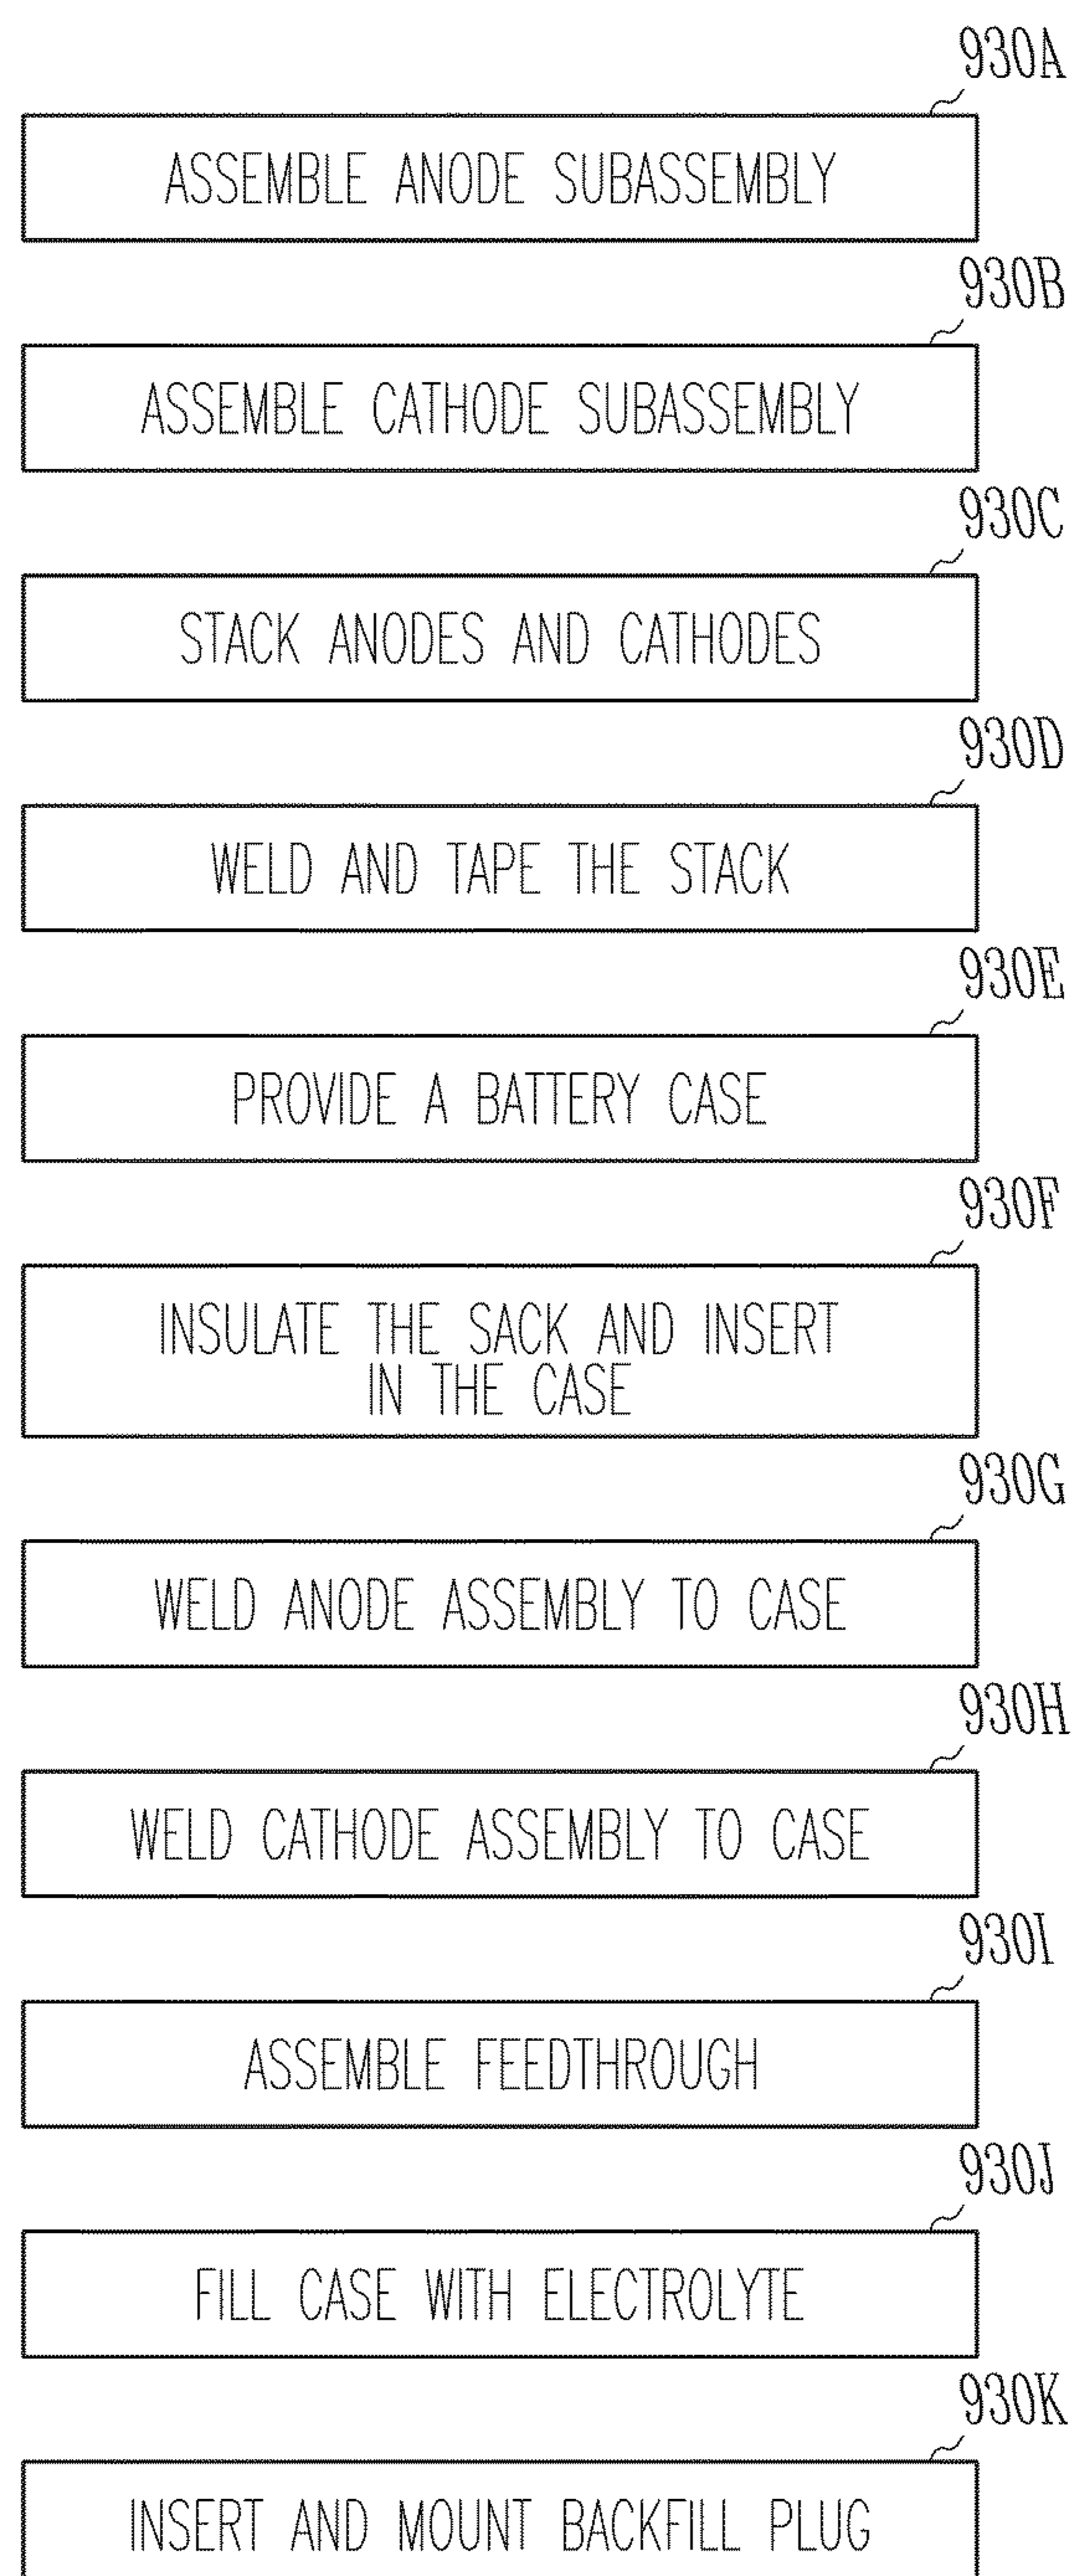 930A
ASSEMBLE ANODE SUBASSEMBLY
930B
ASSEMBLE CATHODE SUBASSEMBLY
930C
STACK ANODES AND CATHODES
930D
WELD AND TAPE THE STACK
930E
PROVIDE A BATTERY CASE
930F
INSULATE THE SACK AND INSERT
IN THE CASE
930G
WELD ANODE ASSEMBLY TO CASE
930H
WELD CATHODE ASSEMBLY TO CASE
930I
ASSEMBLE FEEDTHROUGH
930J
FILL CASE WITH ELECTROLYTE
930K
INSERT AND MOUNT BACKFILL PLUG